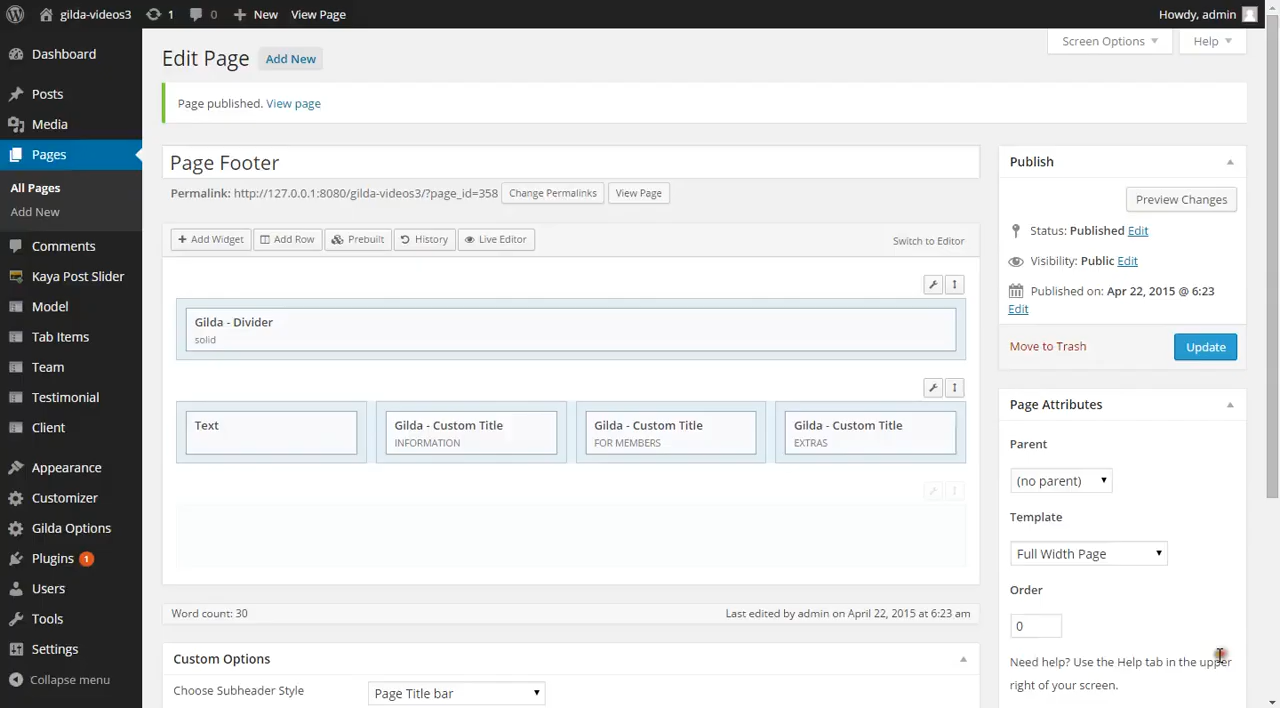 gilda-videos3 1 0 New View Page Howdy, admin
Screen Options Help
Dashboard
Posts
Media
Pages
All Pages
Add New
Comments
Kaya Post Slider
Model
Tab Items
Team
Testimonial
Client
Appearance
Customizer
Gilda Options
Plugins 1
Users
Tools
Settings
Collapse menu
Edit Page Add New
Page published. View page
Page Footer
Permalink: http://127.0.0.1:8080/gilda-videos3/?page_id=358 Change Permalinks View Page
Add Widget Add Row Prebuilt History Live Editor Switch to Editor
Gilda - Divider
solid
Text
Gilda - Custom Title
INFORMATION
Gilda - Custom Title
FOR MEMBERS
Gilda - Custom Title
EXTRAS
Word count: 30 Last edited by admin on April 22, 2015 at 6:23 am
Custom Options
Choose Subheader Style Page Title bar
Publish
Preview Changes
Status: Published Edit
Visibility: Public Edit
Published on: Apr 22, 2015 @ 6:23
Edit
Move to Trash Update
Page Attributes
Parent
(no parent)
Template
Full Width Page
Order
0
Need help? Use the Help tab in the upper
right of your screen.